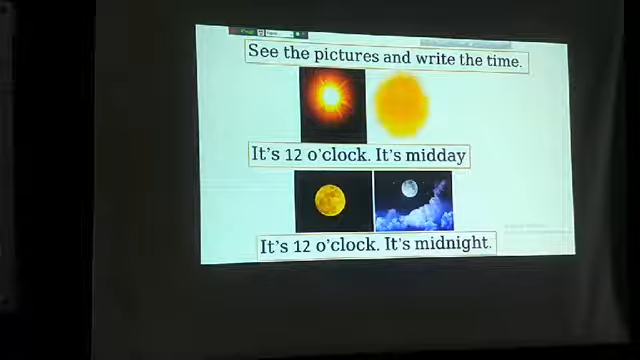 See the pictures and write the time.
It's 12 o'clock. It's midday
It's 12 o'clock. It's midnight.